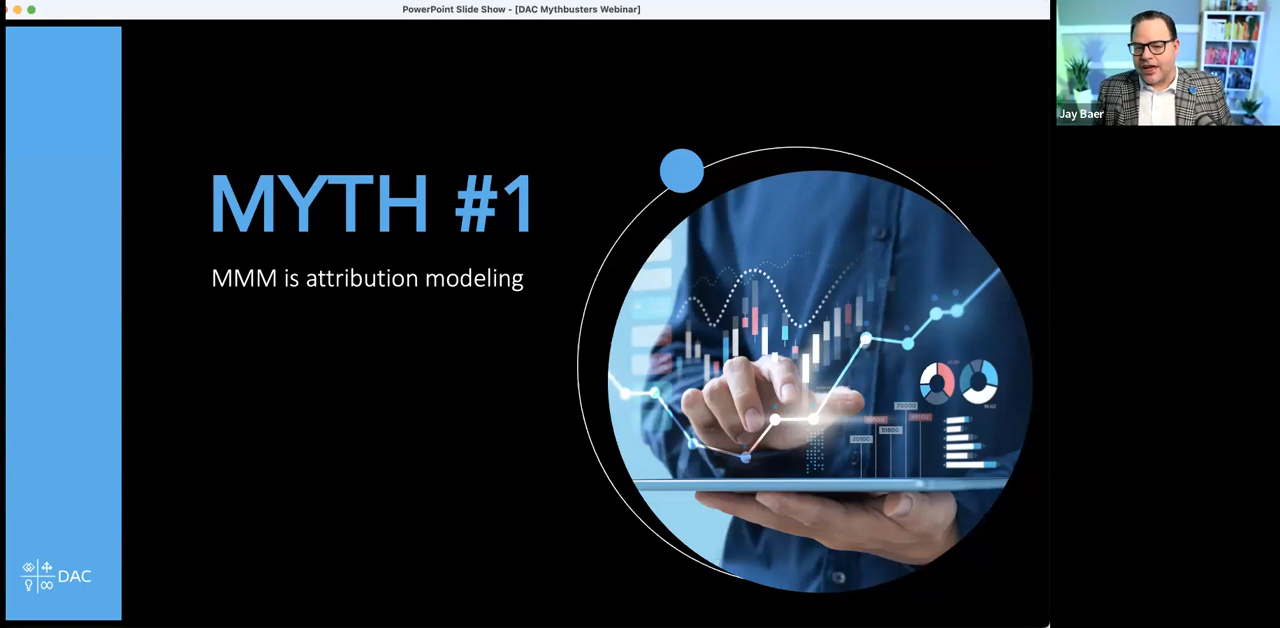 PowerPoint Slide Show - [DAC Mythbusters Webinar]
Jay Baer
MYTH #1
MMM is attribution modeling
DAC